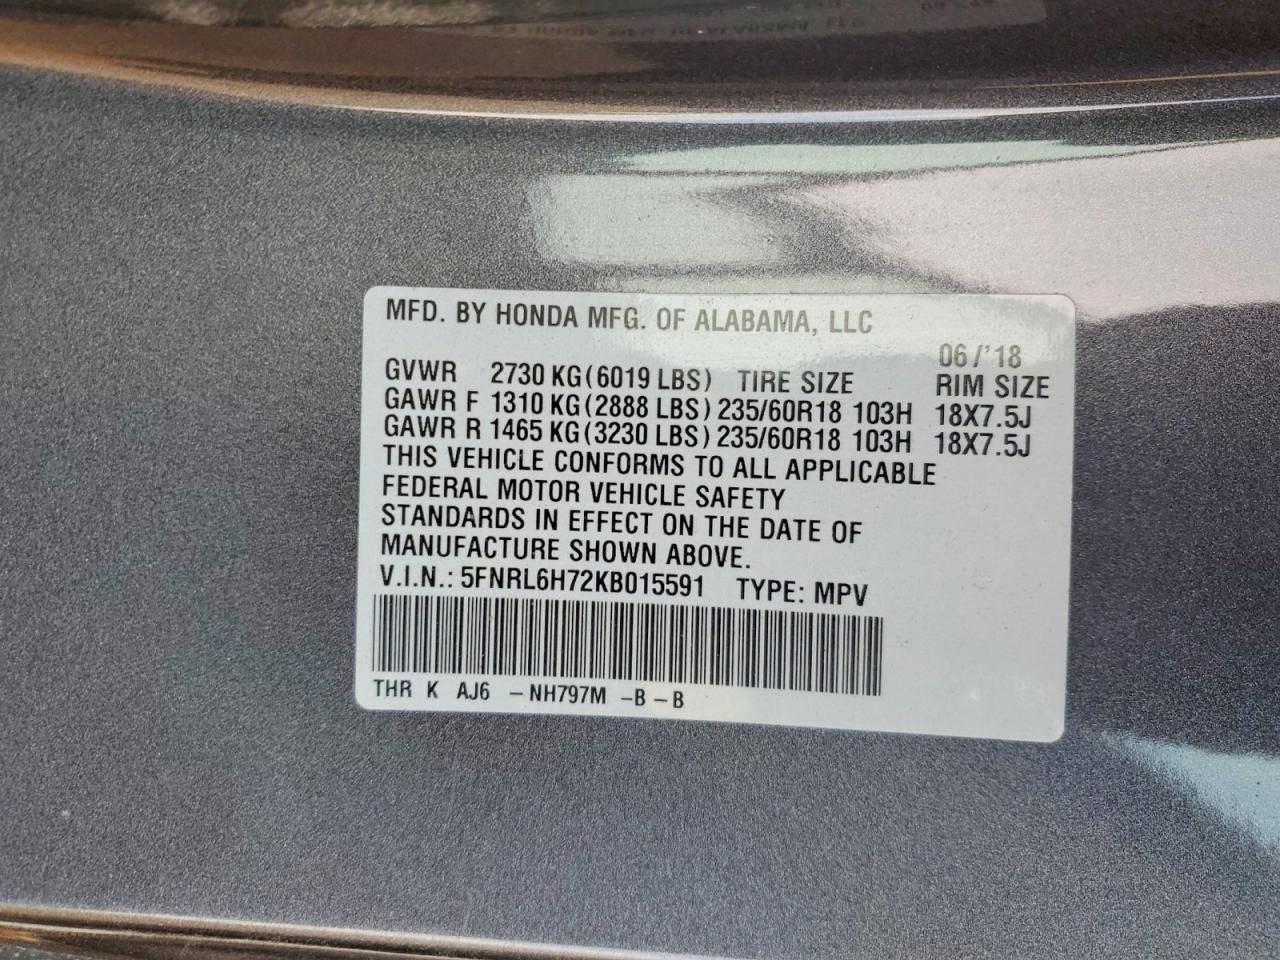 MFD. BY HONDA MFG. OF ALABAMA, LLC
06/'18
GVWR 2730 KG(6019 LBS) TIRE SIZE RIM SIZE
GAWR F 1310 KG(2888 LBS) 235/60R18 103H 18X7.5J
GAWR R 1465 KG(3230 LBS) 235/60R18 103H 18X7.5J
THIS VEHICLE CONFORMS TO ALL APPLICABLE
FEDERAL MOTOR VEHICLE SAFETY
STANDARDS IN EFFECT ON THE DATE OF
MANUFACTURE SHOWN ABOVE.
V.I.N.: 5FNRL6H72KB015591 TYPE: MPV
THR K AJ6 -NH797M -B-B